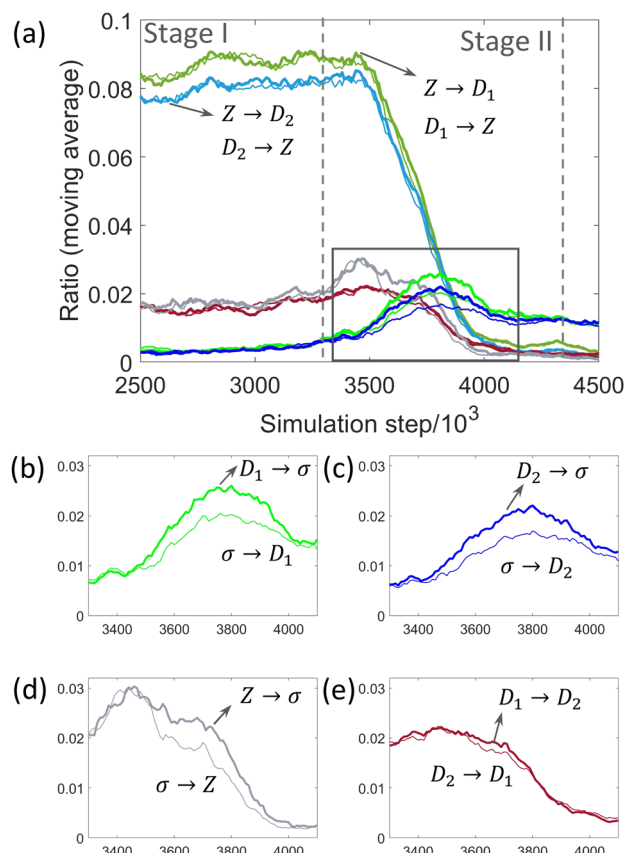 (a)
Stage I
Stage II
Z → D₂
D₂ → Z
Z → D₁
D₁ → Z
Ratio (moving average)
0.1
0.08
0.06
0.04
0.02
0
2500 3000 3500 4000 4500
Simulation step/10³
(b)
D₁ → σ
σ → D₁
0.03
0.02
0.01
0
3400 3600 3800 4000
(c)
D₂ → σ
σ → D₂
0.03
0.02
0.01
0
3400 3600 3800 4000
(d)
Z → σ
σ → Z
0.03
0.02
0.01
0
3400 3600 3800 4000
(e)
D₁ → D₂
D₂ → D₁
0.03
0.02
0.01
0
3400 3600 3800 4000